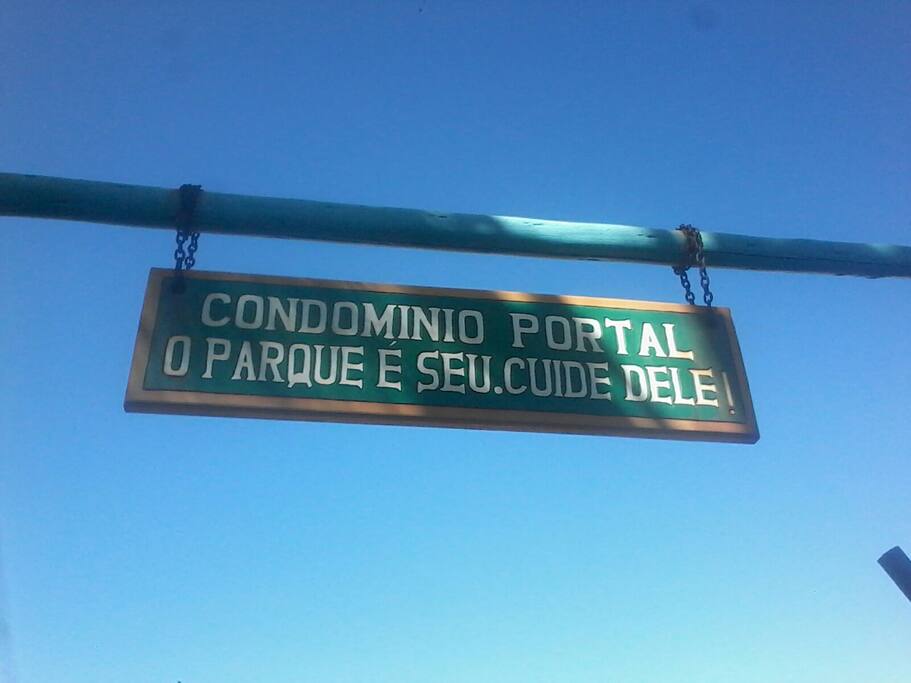 CONDOMINIO PORTAL
O PARQUE É SEU.CUIDE DELE!